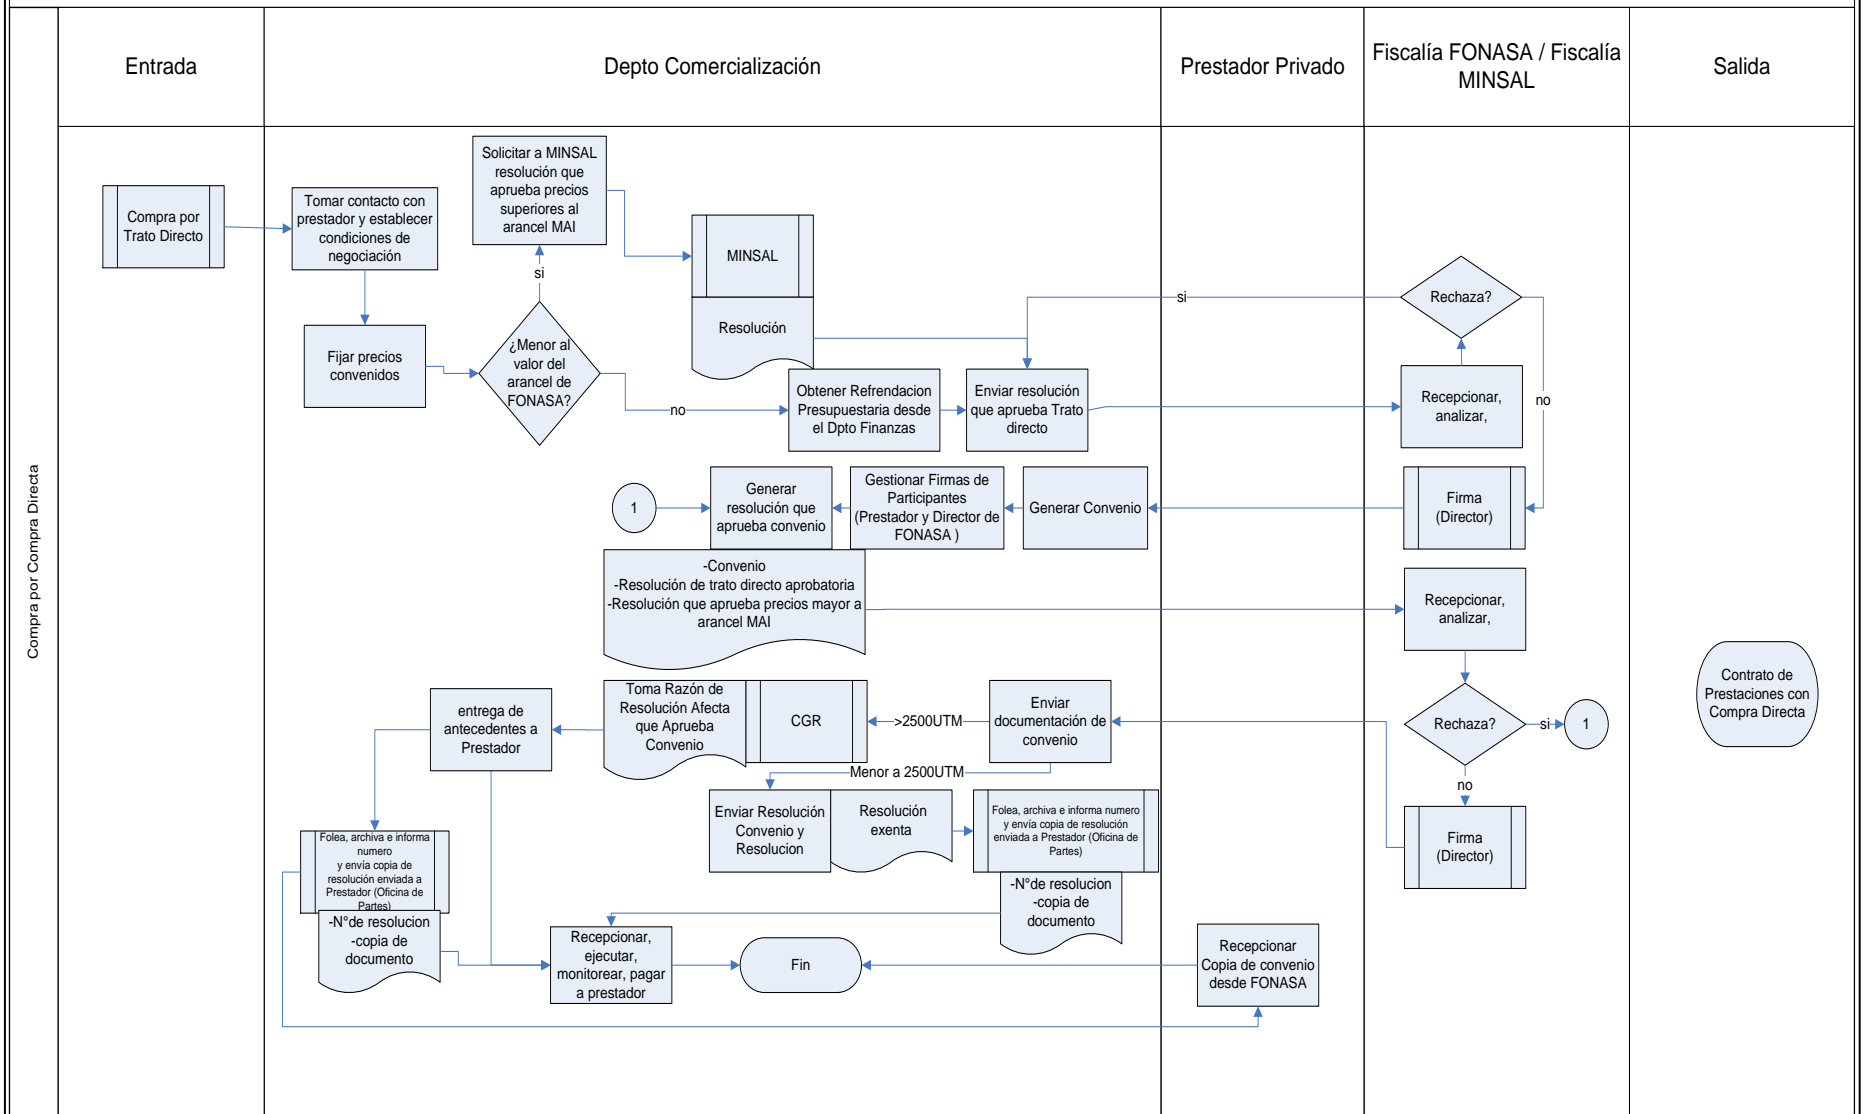 Entrada
Depto Comercialización
Prestador Privado
Fiscalía FONASA / Fiscalía
MINSAL
Salida
Compra por Compra Directa
Compra por
Trato Directo
Tomar contacto con
prestador y establecer
condiciones de
negociación
Solicitar a MINSAL
resolución que
aprueba precios
superiores al
arancel MAI
si
MINSAL
Resolución
Fijar precios
convenidos
¿Menor al
valor del
arancel de
FONASA?
no
Obtener Refrendacion
Presupuestaria desde
el Dpto Finanzas
Enviar resolución
que aprueba Trato
directo
si
Rechaza?
no
Recepcionar,
analizar,
1
Generar
resolución que
aprueba convenio
Gestionar Firmas de
Participantes
(Prestador y Director de
FONASA )
Generar Convenio
Firma
(Director)
-Convenio
-Resolución de trato directo aprobatoria
-Resolución que aprueba precios mayor a
arancel MAI
Recepcionar,
analizar,
entrega de
antecedentes a
Prestador
Toma Razón de
Resolución Afecta
que Aprueba
Convenio
CGR
>2500UTM
Enviar
documentación de
convenio
Rechaza?
si
1
no
Contrato de
Prestaciones con
Compra Directa
Menor a 2500UTM
Enviar Resolución
Convenio y
Resolucion
Resolución
exenta
Folea, archiva e informa numero
y envía copia de resolución
enviada a Prestador (Oficina de
Partes)
Firma
(Director)
Folea, archiva e informa
numero
y envía copia de
resolución enviada a
Prestador (Oficina de
Partes)
-N°de resolucion
-copia de
documento
-N°de resolucion
-copia de
documento
Recepcionar,
ejecutar,
monitorear, pagar
a prestador
Fin
Recepcionar
Copia de convenio
desde FONASA